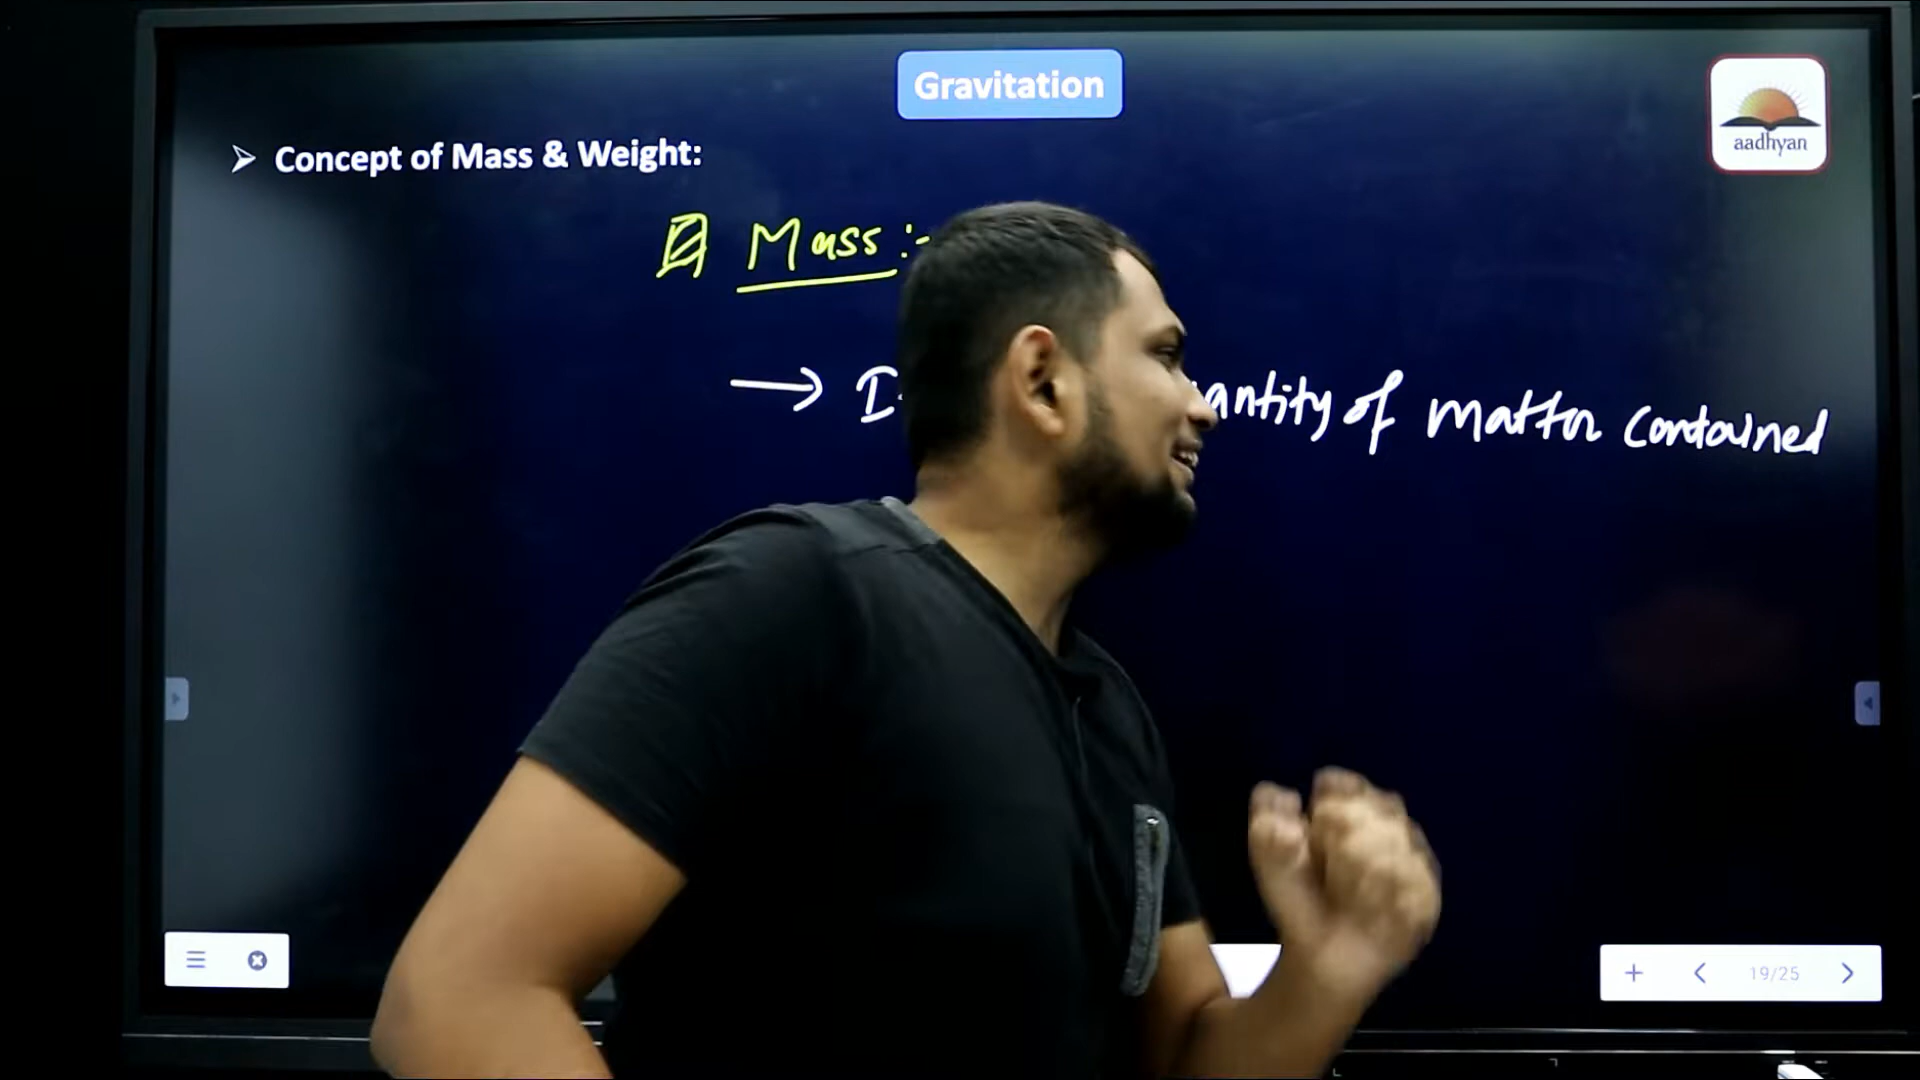 Gravitation
aadhyan
➤ Concept of Mass & Weight:
Mass :-
→ antity of matter contained
19/25